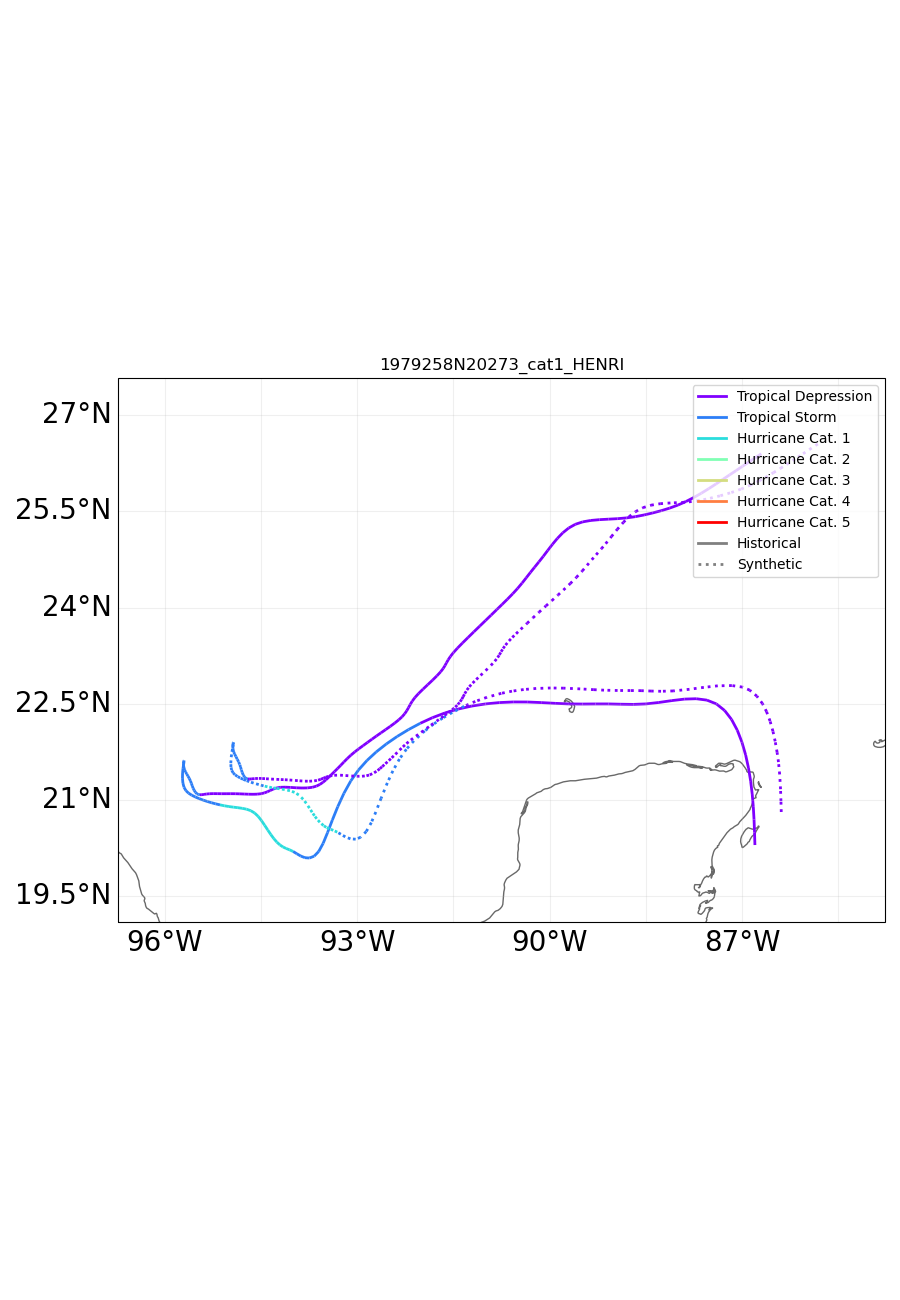 1979258N20273_cat1_HENRI
Tropical Depression
Tropical Storm
Hurricane Cat. 1
Hurricane Cat. 2
Hurricane Cat. 3
Hurricane Cat. 4
Hurricane Cat. 5
Historical
Synthetic
27°N
25.5°N
24°N
22.5°N
21°N
19.5°N
96°W 93°W 90°W 87°W